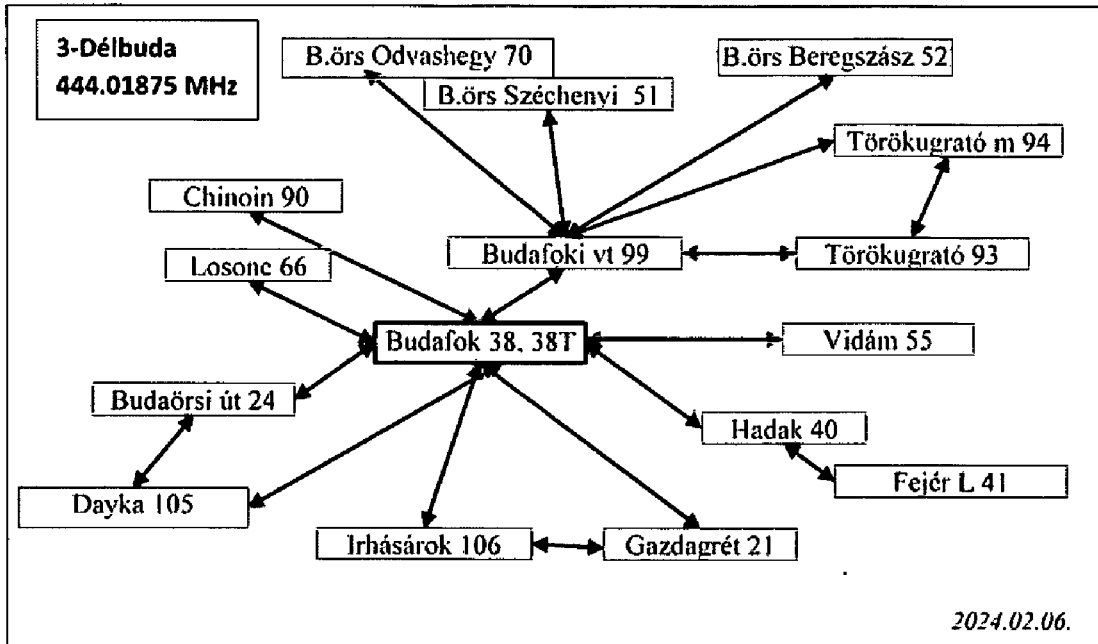 3-Délbuda
444.01875 MHz
B.örs Odvashegy 70
B.örs Beregszász 52
B.örs Széchenyi 51
Törökugrató m 94
Chinoin 90
Budafoki vt 99
Törökugrató 93
Losonc 66
Budafok 38, 38T
Vidám 55
Budaörsi út 24
Hadak 40
Fejér L 41
Dayka 105
Irhásárok 106
Gazdagrét 21
2024.02.06.